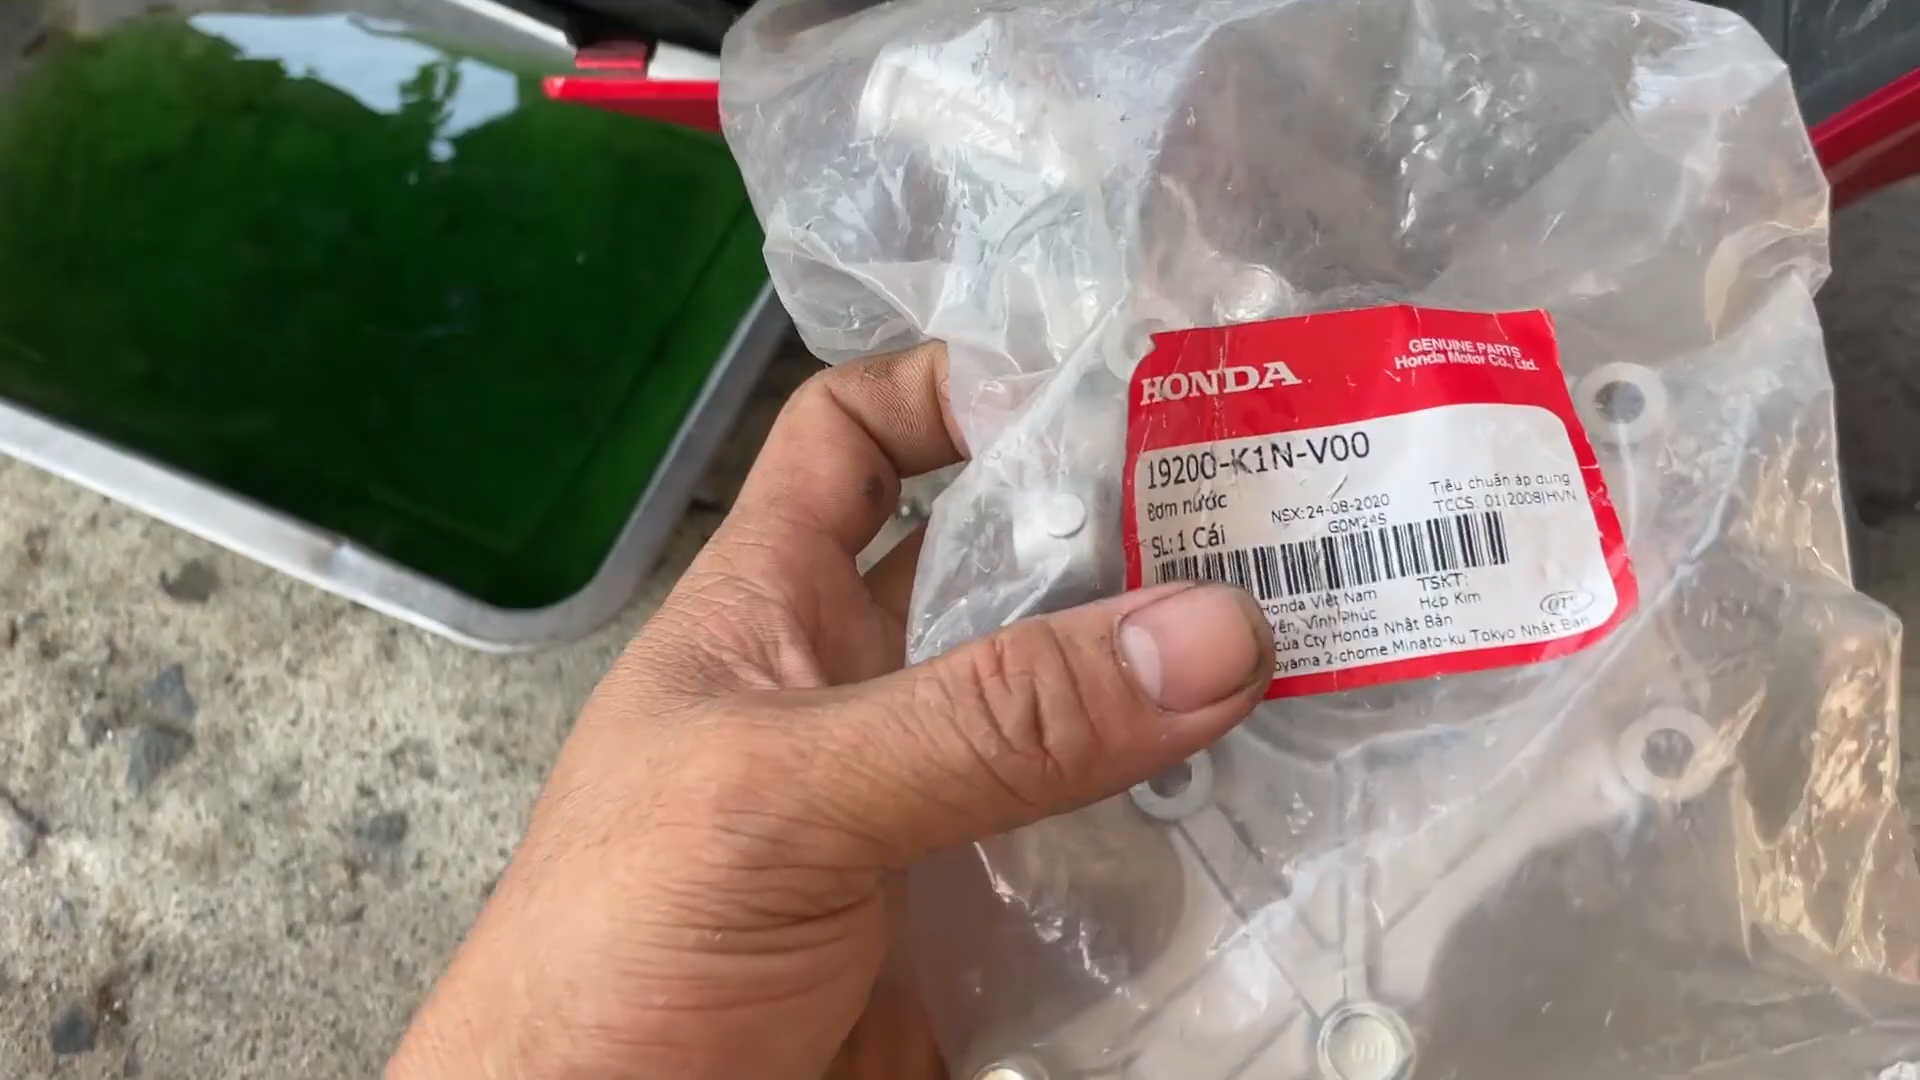 HONDA
GENUINE PARTS
Honda Motor Co., Ltd.
19200-K1N-V00
Bơm nước
NSX: 24-08-2020
Tiêu chuẩn áp dụng
TCCS: 01|2008|HVN
G0M24S
SL: 1 Cái
TSKT:
Honda Việt Nam
Hợp Kim
Yên, Vĩnh Phúc
của Cty Honda Nhật Bản
2-chome Minato-ku Tokyo Nhật Bản